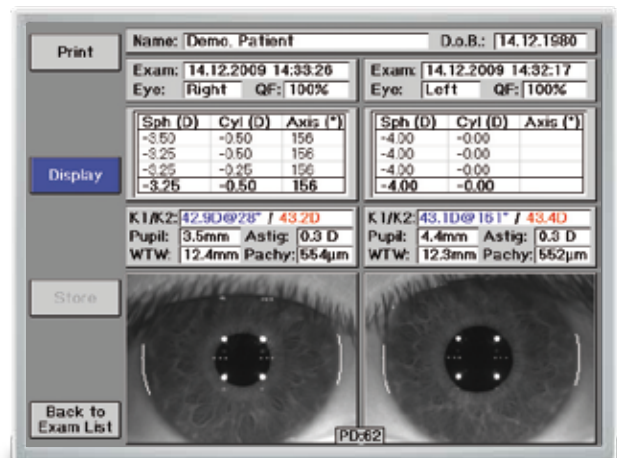 Print
Display
Store
Back to
Exam List
Name: Demo, Patient D.o.B.: 14.12.1980
Exam: 14.12.2009 14:33:26
Eye: Right QF: 100%
Sph (D) Cyl (D) Axis (°)
-3.50 -0.50 156
-3.25 -0.50 156
-3.25 -0.25 156
-3.25 -0.50 156
K1/K2: 42.9D@28° / 43.2D
Pupil: 3.5mm Astig: 0.3 D
WTW: 12.4mm Pachy: 554µm
Exam: 14.12.2009 14:32:17
Eye: Left QF: 100%
Sph (D) Cyl (D) Axis (°)
-4.00 -0.00
-4.00 -0.00
-4.00 -0.00
-4.00 -0.00
K1/K2: 43.1D@161° / 43.4D
Pupil: 4.4mm Astig: 0.3 D
WTW: 12.3mm Pachy: 552µm
PD:62